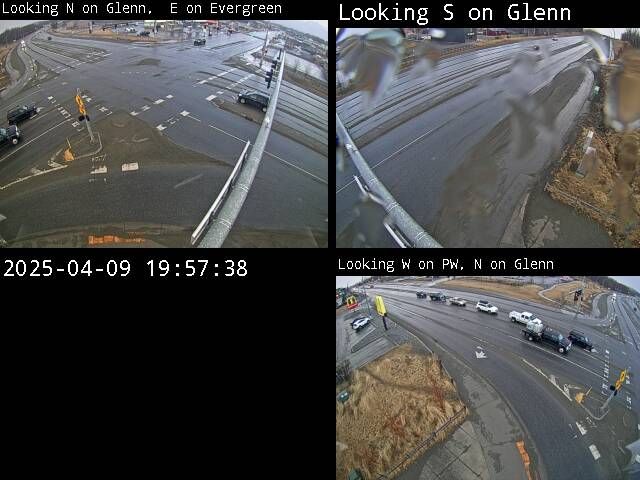 Looking N on Glenn,  E on Evergreen
Looking S on Glenn
2025-04-09 19:57:38
Looking W on PW, N on Glenn